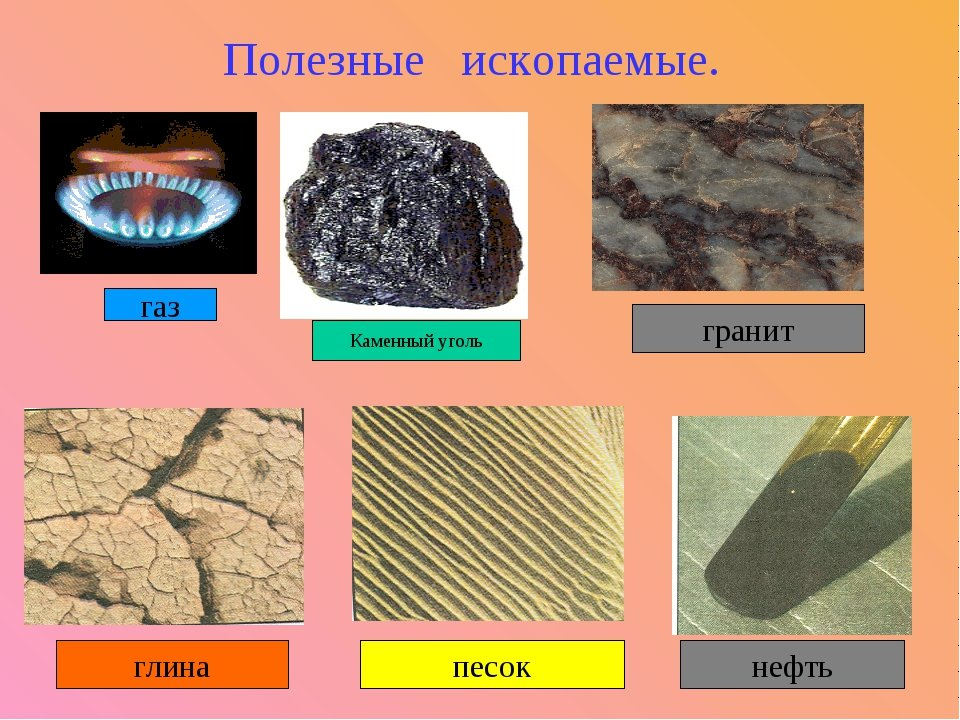 Полезные ископаемые.
газ
Каменный уголь
гранит
глина
песок
нефть